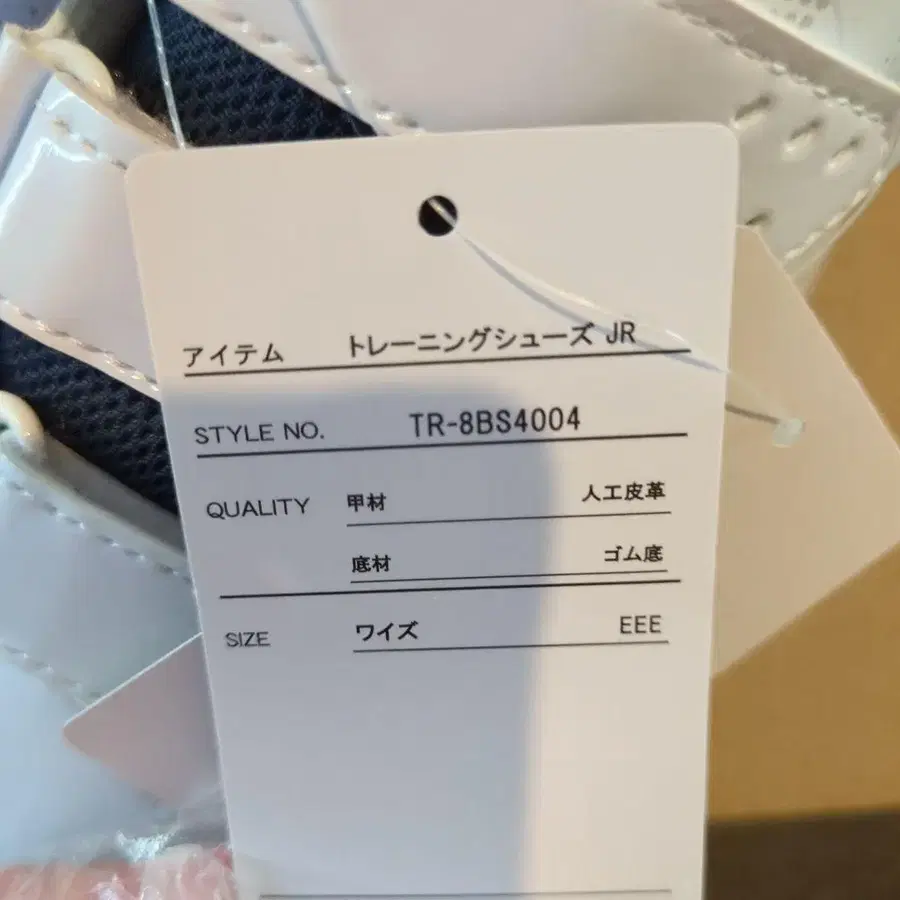 アイテム トレーニングシューズ JR
STYLE NO. TR-8BS4004
QUALITY 甲材 人工皮革
底材 ゴム底
SIZE ワイズ EEE